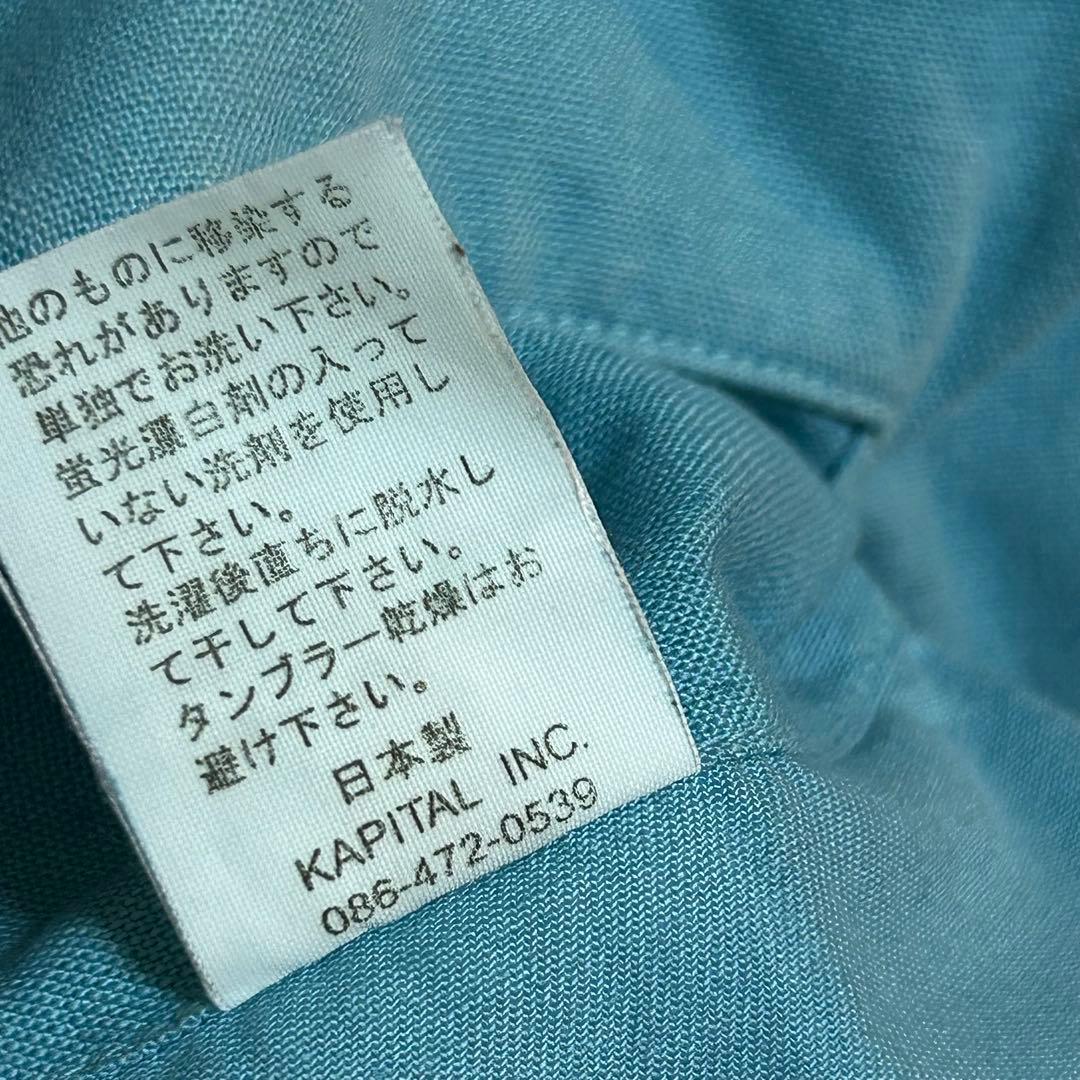 他のものに移染する
恐れがありますので
単独でお洗い下さい。
蛍光漂白剤の入って
いない洗剤を使用し
て下さい。
洗濯後直ちに脱水し
て干して下さい。
タンブラー乾燥はお
避け下さい。
日本製
KAPITAL INC.
086-472-0539